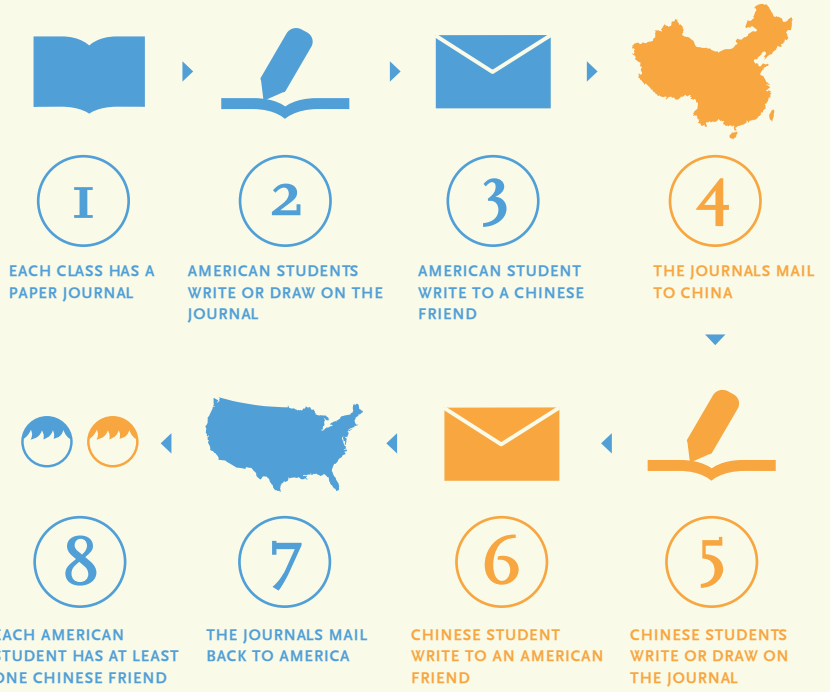 1
EACH CLASS HAS A
PAPER JOURNAL
2
AMERICAN STUDENTS
WRITE OR DRAW ON THE
JOURNAL
3
AMERICAN STUDENT
WRITE TO A CHINESE
FRIEND
4
THE JOURNALS MAIL
TO CHINA
5
CHINESE STUDENTS
WRITE OR DRAW ON
THE JOURNAL
6
CHINESE STUDENT
WRITE TO AN AMERICAN
FRIEND
7
THE JOURNALS MAIL
BACK TO AMERICA
8
EACH AMERICAN
STUDENT HAS AT LEAST
ONE CHINESE FRIEND